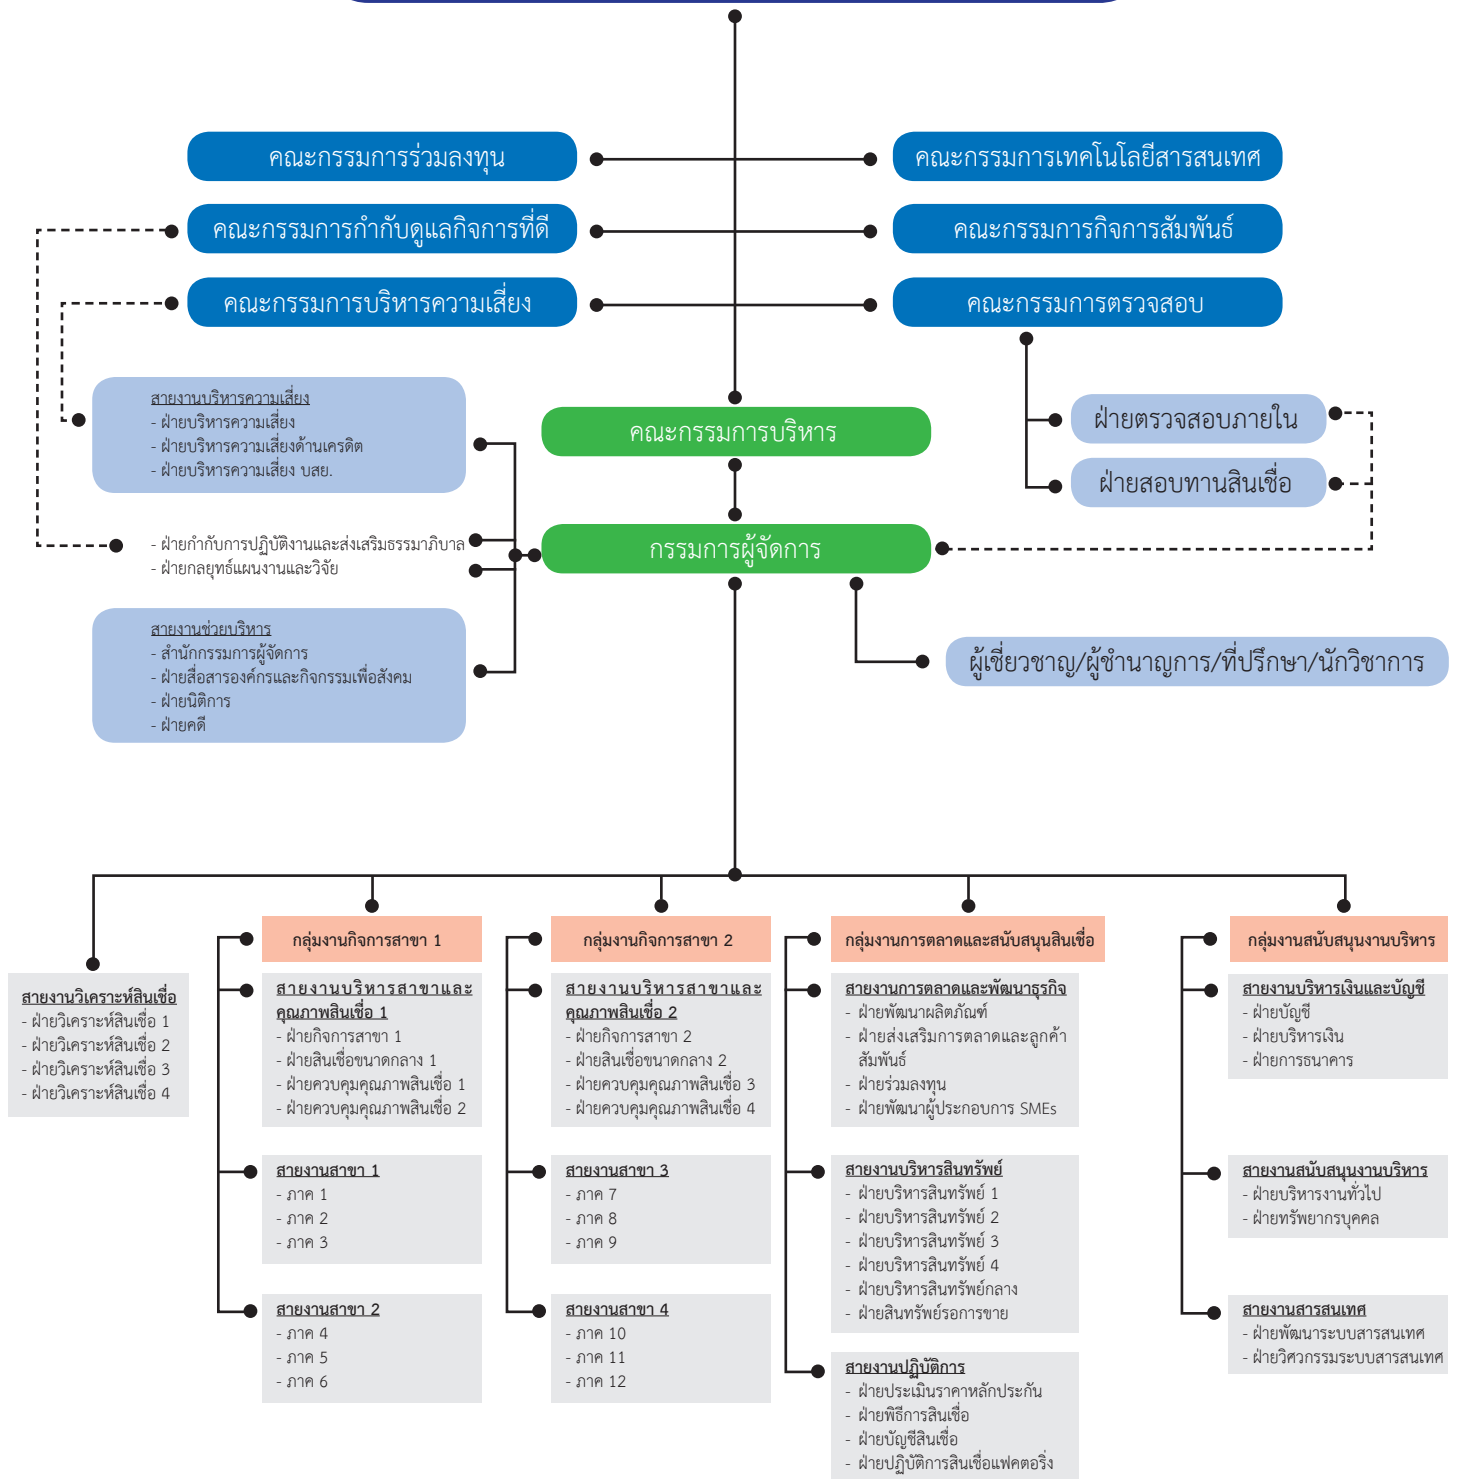 คณะกรรมการร่วมลงทุน
คณะกรรมการเทคโนโลยีสารสนเทศ
คณะกรรมการกำกับดูแลกิจการที่ดี
คณะกรรมการกิจการสัมพันธ์
คณะกรรมการบริหารความเสี่ยง
คณะกรรมการตรวจสอบ
สายงานบริหารความเสี่ยง
- ฝ่ายบริหารความเสี่ยง
- ฝ่ายบริหารความเสี่ยงด้านเครดิต
- ฝ่ายบริหารความเสี่ยง บสย.
คณะกรรมการบริหาร
ฝ่ายตรวจสอบภายใน
ฝ่ายสอบทานสินเชื่อ
- ฝ่ายกำกับการปฏิบัติงานและส่งเสริมธรรมาภิบาล
- ฝ่ายกลยุทธ์แผนงานและวิจัย
กรรมการผู้จัดการ
สายงานช่วยบริหาร
- สำนักกรรมการผู้จัดการ
- ฝ่ายสื่อสารองค์กรและกิจกรรมเพื่อสังคม
- ฝ่ายนิติการ
- ฝ่ายคดี
ผู้เชี่ยวชาญ/ผู้ชำนาญการ/ที่ปรึกษา/นักวิชาการ
สายงานวิเคราะห์สินเชื่อ
- ฝ่ายวิเคราะห์สินเชื่อ 1
- ฝ่ายวิเคราะห์สินเชื่อ 2
- ฝ่ายวิเคราะห์สินเชื่อ 3
- ฝ่ายวิเคราะห์สินเชื่อ 4
กลุ่มงานกิจการสาขา 1
สายงานบริหารสาขาและ
คุณภาพสินเชื่อ 1
- ฝ่ายกิจการสาขา 1
- ฝ่ายสินเชื่อขนาดกลาง 1
- ฝ่ายควบคุมคุณภาพสินเชื่อ 1
- ฝ่ายควบคุมคุณภาพสินเชื่อ 2
สายงานสาขา 1
- ภาค 1
- ภาค 2
- ภาค 3
สายงานสาขา 2
- ภาค 4
- ภาค 5
- ภาค 6
กลุ่มงานกิจการสาขา 2
สายงานบริหารสาขาและ
คุณภาพสินเชื่อ 2
- ฝ่ายกิจการสาขา 2
- ฝ่ายสินเชื่อขนาดกลาง 2
- ฝ่ายควบคุมคุณภาพสินเชื่อ 3
- ฝ่ายควบคุมคุณภาพสินเชื่อ 4
สายงานสาขา 3
- ภาค 7
- ภาค 8
- ภาค 9
สายงานสาขา 4
- ภาค 10
- ภาค 11
- ภาค 12
กลุ่มงานการตลาดและสนับสนุนสินเชื่อ
สายงานการตลาดและพัฒนาธุรกิจ
- ฝ่ายพัฒนาผลิตภัณฑ์
- ฝ่ายส่งเสริมการตลาดและลูกค้า
สัมพันธ์
- ฝ่ายร่วมลงทุน
- ฝ่ายพัฒนาผู้ประกอบการ SMEs
สายงานบริหารสินทรัพย์
- ฝ่ายบริหารสินทรัพย์ 1
- ฝ่ายบริหารสินทรัพย์ 2
- ฝ่ายบริหารสินทรัพย์ 3
- ฝ่ายบริหารสินทรัพย์ 4
- ฝ่ายบริหารสินทรัพย์กลาง
- ฝ่ายสินทรัพย์รอการขาย
สายงานปฏิบัติการ
- ฝ่ายประเมินราคาหลักประกัน
- ฝ่ายพิธีการสินเชื่อ
- ฝ่ายบัญชีสินเชื่อ
- ฝ่ายปฏิบัติการสินเชื่อแฟคตอริ่ง
กลุ่มงานสนับสนุนงานบริหาร
สายงานบริหารเงินและบัญชี
- ฝ่ายบัญชี
- ฝ่ายบริหารเงิน
- ฝ่ายการธนาคาร
สายงานสนับสนุนงานบริหาร
- ฝ่ายบริหารงานทั่วไป
- ฝ่ายทรัพยากรบุคคล
สายงานสารสนเทศ
- ฝ่ายพัฒนาระบบสารสนเทศ
- ฝ่ายวิศวกรรมระบบสารสนเทศ